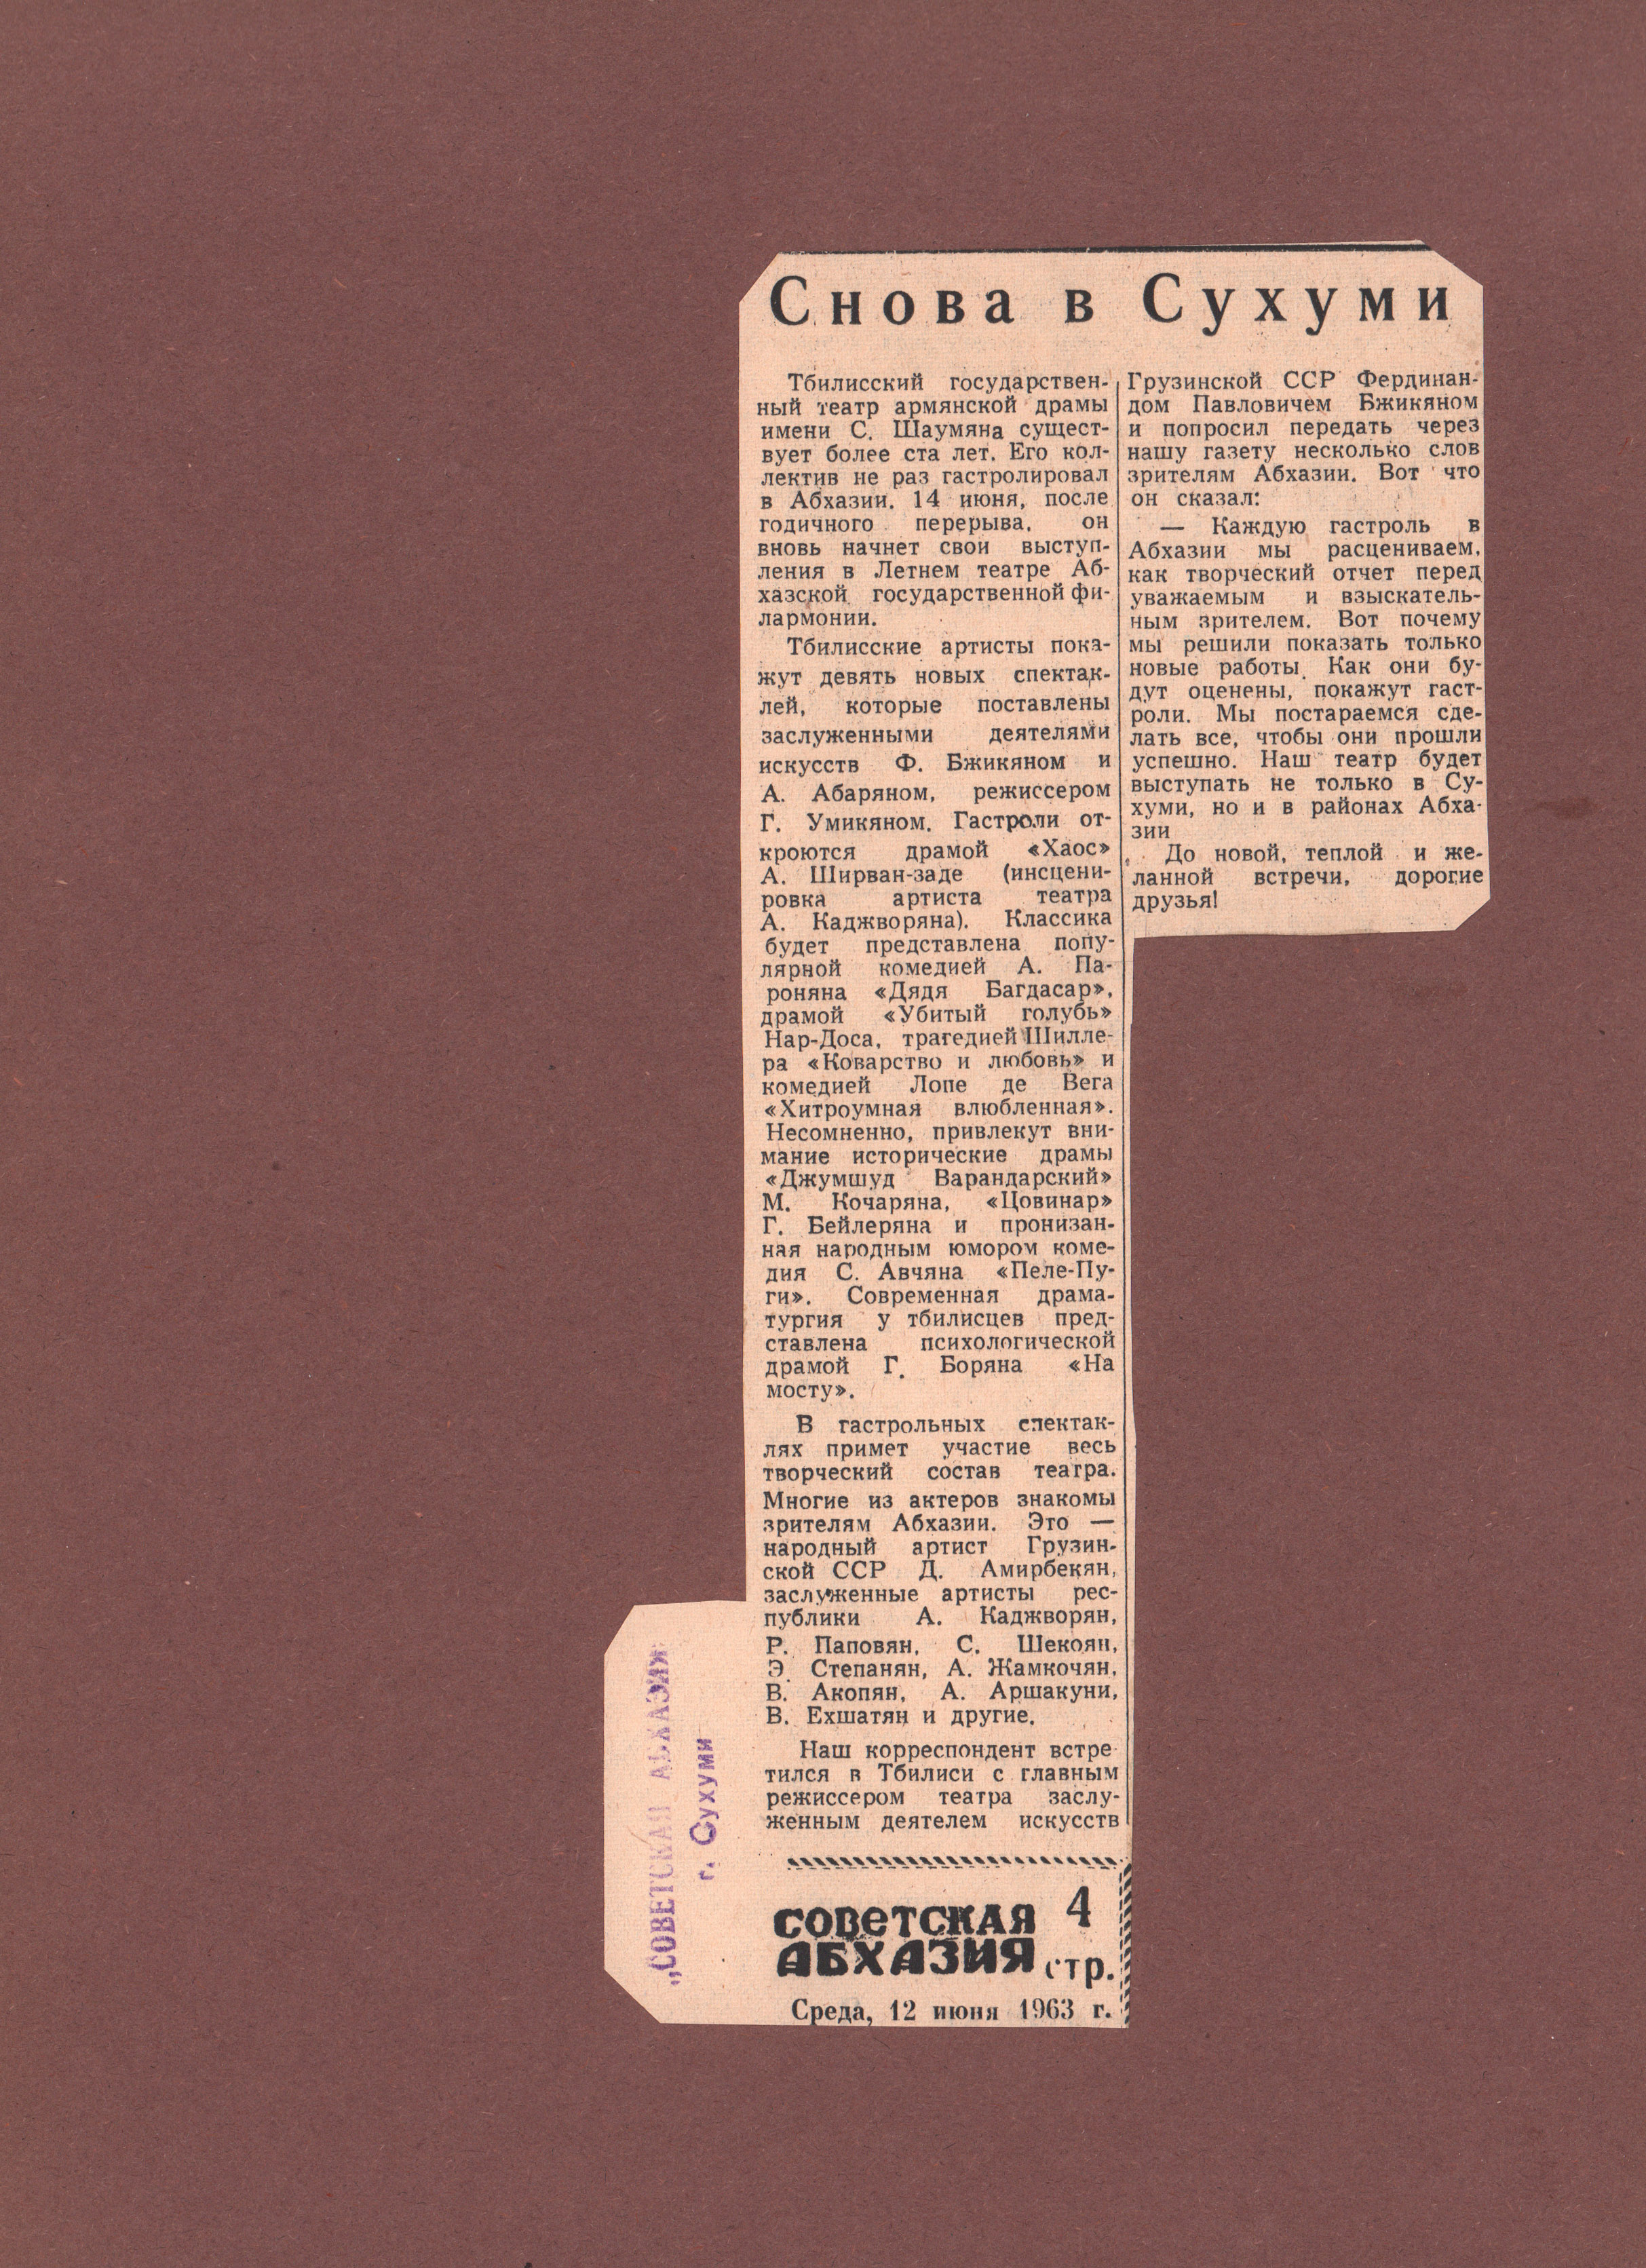 Снова в Сухуми
Тбилисский государствен-
ный театр армянской драмы
имени С. Шаумяна сущест-
вует более ста лет. Его кол-
лектив не раз гастролировал
в Абхазии. 14 июня, после
годичного перерыва, он
вновь начнет свои выступ-
ления в Летнем театре Аб-
хазской государственной фи-
лармонии.
Тбилисские артисты пока-
жут девять новых спектак-
лей, которые поставлены
заслуженными деятелями
искусств Ф. Бжикяном и
А. Абаряном, режиссером
Г. Умикяном. Гастроли от-
кроются драмой «Хаос»
А. Ширван-заде (инсцени-
ровка артиста театра
А. Каджворяна). Классика
будет представлена попу-
лярной комедией А. Па-
роняна «Дядя Багдасар»,
драмой «Убитый голубь»
Нар-Доса, трагедией Шилле-
ра «Коварство и любовь» и
комедией Лопе де Вега
«Хитроумная влюбленная».
Несомненно, привлекут вни-
мание исторические драмы
«Джумшуд Варандарский»
М. Кочаряна, «Цовинар»
Г. Бейлеряна и пронизан-
ная народным юмором коме-
дия С. Авчяна «Пеле-Пу-
ги». Современная драма-
тургия у тбилисцев пред-
ставлена психологической
драмой Г. Боряна «На
мосту».
В гастрольных спектак-
лях примет участие весь
творческий состав театра.
Многие из актеров знакомы
зрителям Абхазии. Это —
народный артист Грузин-
ской ССР Д. Амирбекян,
заслуженные артисты рес-
публики А. Каджворян,
Р. Паповян, С. Шекоян,
Э. Степанян, А. Жамкочян,
В. Акопян, А. Аршакуни,
В. Ехшатян и другие.
Наш корреспондент встре
тился в Тбилиси с главным
режиссером театра заслу-
женным деятелем искусств
Грузинской ССР Фердинан-
дом Павловичем Бжикяном
и попросил передать через
нашу газету несколько слов
зрителям Абхазии. Вот что
он сказал:
— Каждую гастроль в
Абхазии мы расцениваем,
как творческий отчет перед
уважаемым и взыскатель-
ным зрителем. Вот почему
мы решили показать только
новые работы. Как они бу-
дут оценены, покажут гаст-
роли. Мы постараемся сде-
лать все, чтобы они прошли
успешно. Наш театр будет
выступать не только в Су-
хуми, но и в районах Абха-
зии
До новой, теплой и же-
ланной встречи, дорогие
друзья!
советская
АБХАЗИЯ
4
стр.
Среда, 12 июня 1963 г.
„СОВЕТСКАЯ АБХАЗИЯ"
г. Сухуми